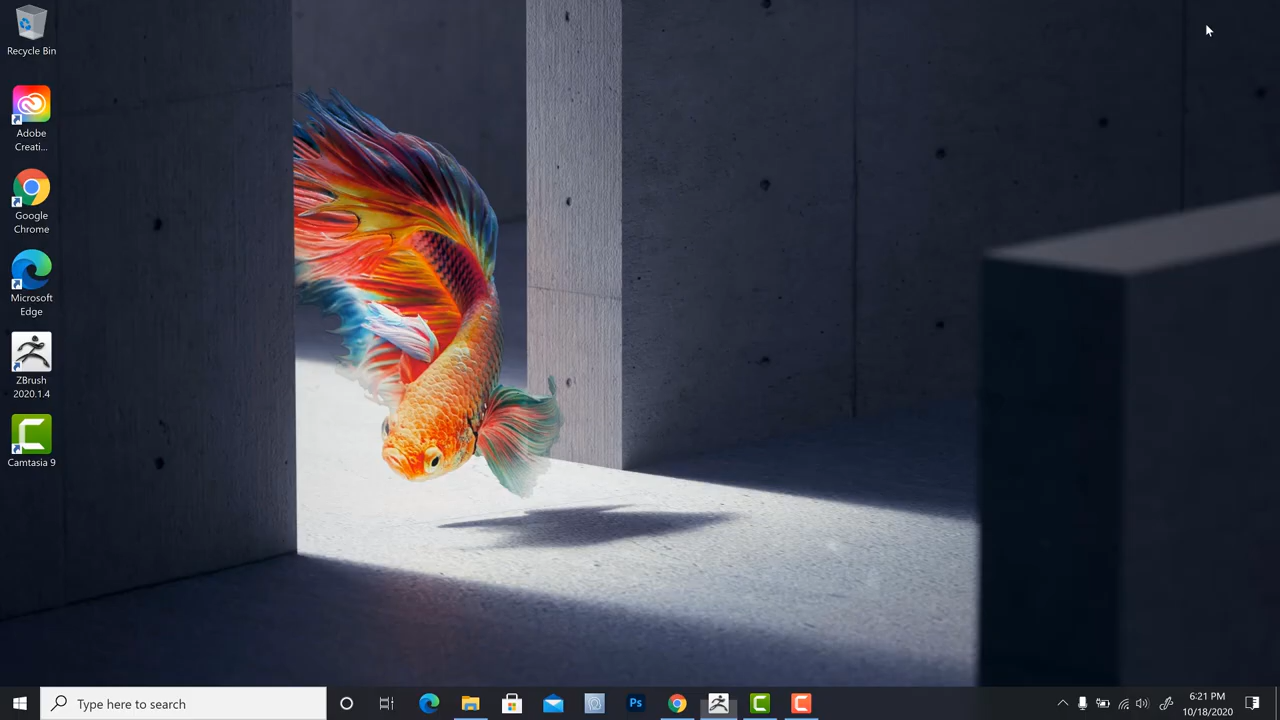 Recycle Bin
Adobe
Creati...
Google
Chrome
Microsoft
Edge
ZBrush
2020.1.4
Camtasia 9
Type here to search
Ps
6:21 PM
10/18/2020